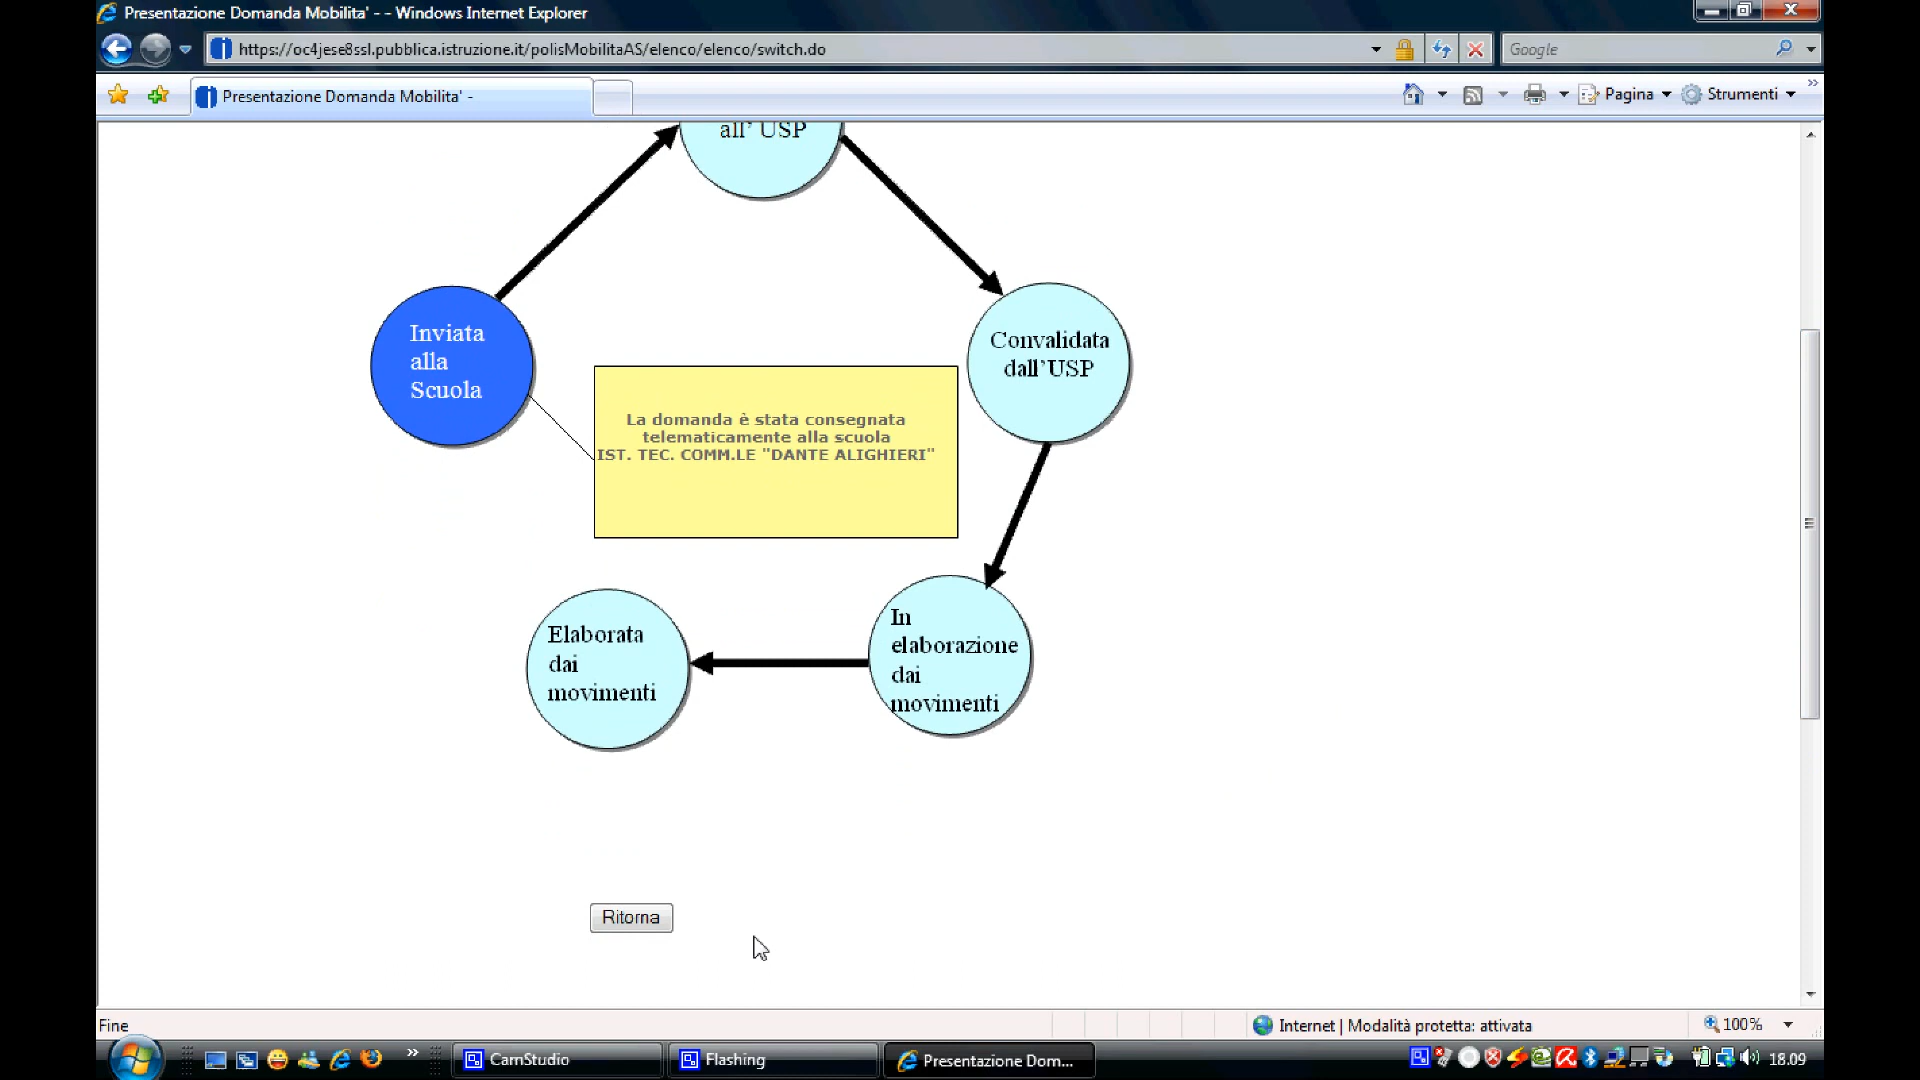 Presentazione Domanda Mobilita' - - Windows Internet Explorer
https://oc4jese8ssl.pubblica.istruzione.it/polisMobilitaAS/elenco/elenco/switch.do
Google
Presentazione Domanda Mobilita' -
Pagina
Strumenti
all' USP
Inviata
alla
Scuola
Convalidata
dall'USP
La domanda è stata consegnata
telematicamente alla scuola
IST. TEC. COMM.LE "DANTE ALIGHIERI"
In
elaborazione
dai
movimenti
Elaborata
dai
movimenti
Ritorna
Fine
Internet | Modalità protetta: attivata
100%
CamStudio
Flashing
Presentazione Dom...
18.09